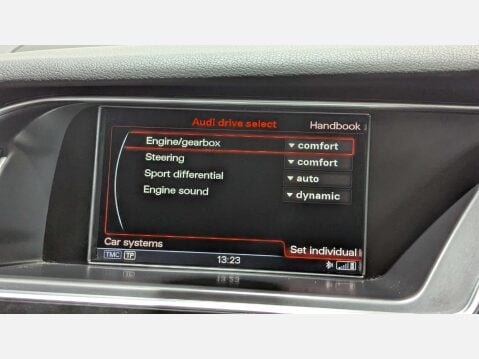 Audi drive select
Handbook
Engine/gearbox comfort
Steering comfort
Sport differential auto
Engine sound dynamic
Car systems
Set individual
TMC TP
13:23